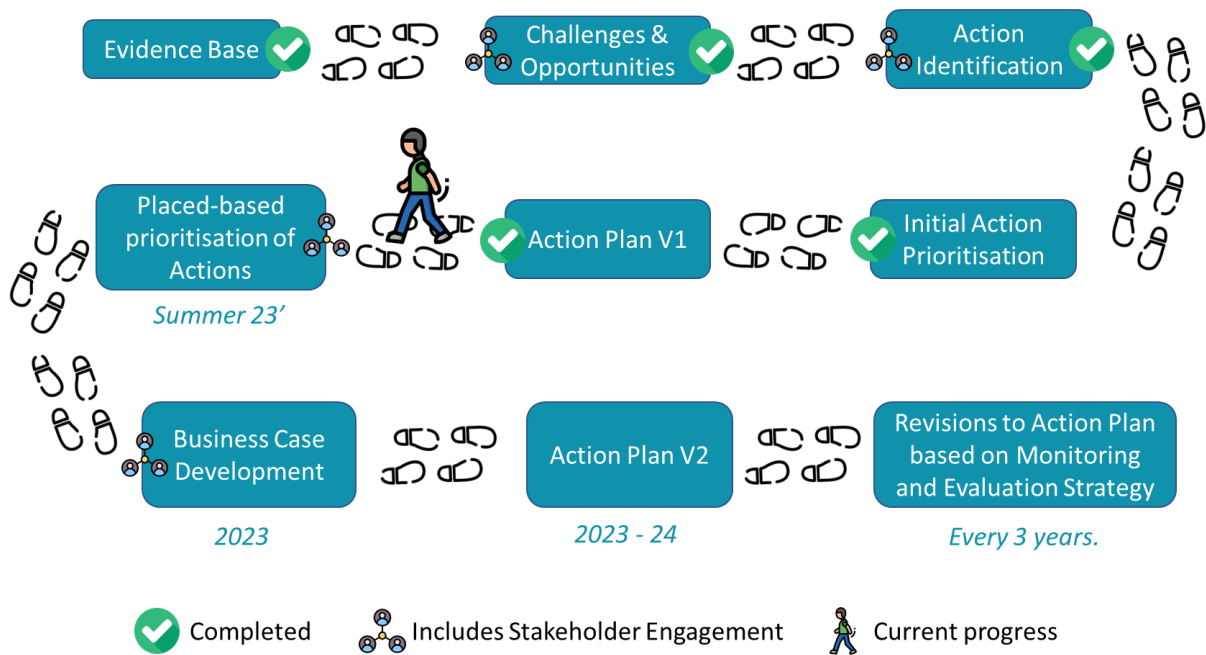 Evidence Base
Challenges &
Opportunities
Action
Identification
Initial Action
Prioritisation
Action Plan V1
Placed-based
prioritisation of
Actions
Summer 23'
Business Case
Development
2023
Action Plan V2
2023 - 24
Revisions to Action Plan
based on Monitoring
and Evaluation Strategy
Every 3 years.
Completed
Includes Stakeholder Engagement
Current progress